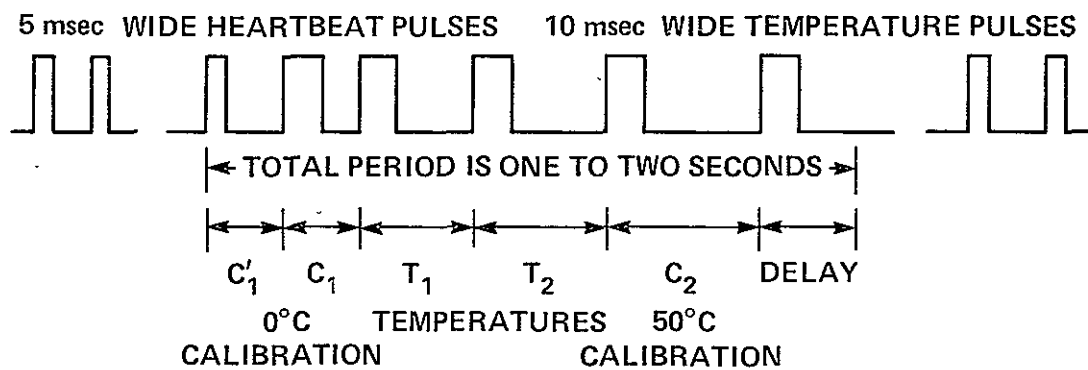 5 msec WIDE HEARTBEAT PULSES 10 msec WIDE TEMPERATURE PULSES
TOTAL PERIOD IS ONE TO TWO SECONDS
C′₁ C₁ T₁ T₂ C₂ DELAY
0°C TEMPERATURES 50°C
CALIBRATION CALIBRATION